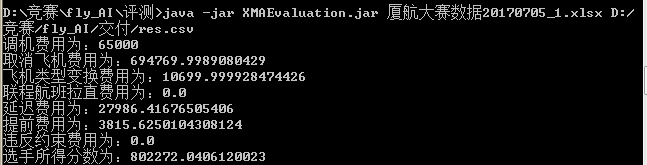 D:\竞赛\fly_AI\评测>java -jar XMAEvaluation.jar 厦航大赛数据20170705_1.xlsx D:/
竞赛/fly_AI/交付/res.csv
调机费用为：65000
取消飞机费用为：694769.9989080429
飞机类型变换费用为：10699.999928474426
联程航班拉直费用为：0.0
延迟费用为：27986.41676505406
提前费用为：3815.6250104308124
违反约束费用为：0.0
选手所得分数为：802272.0406120023